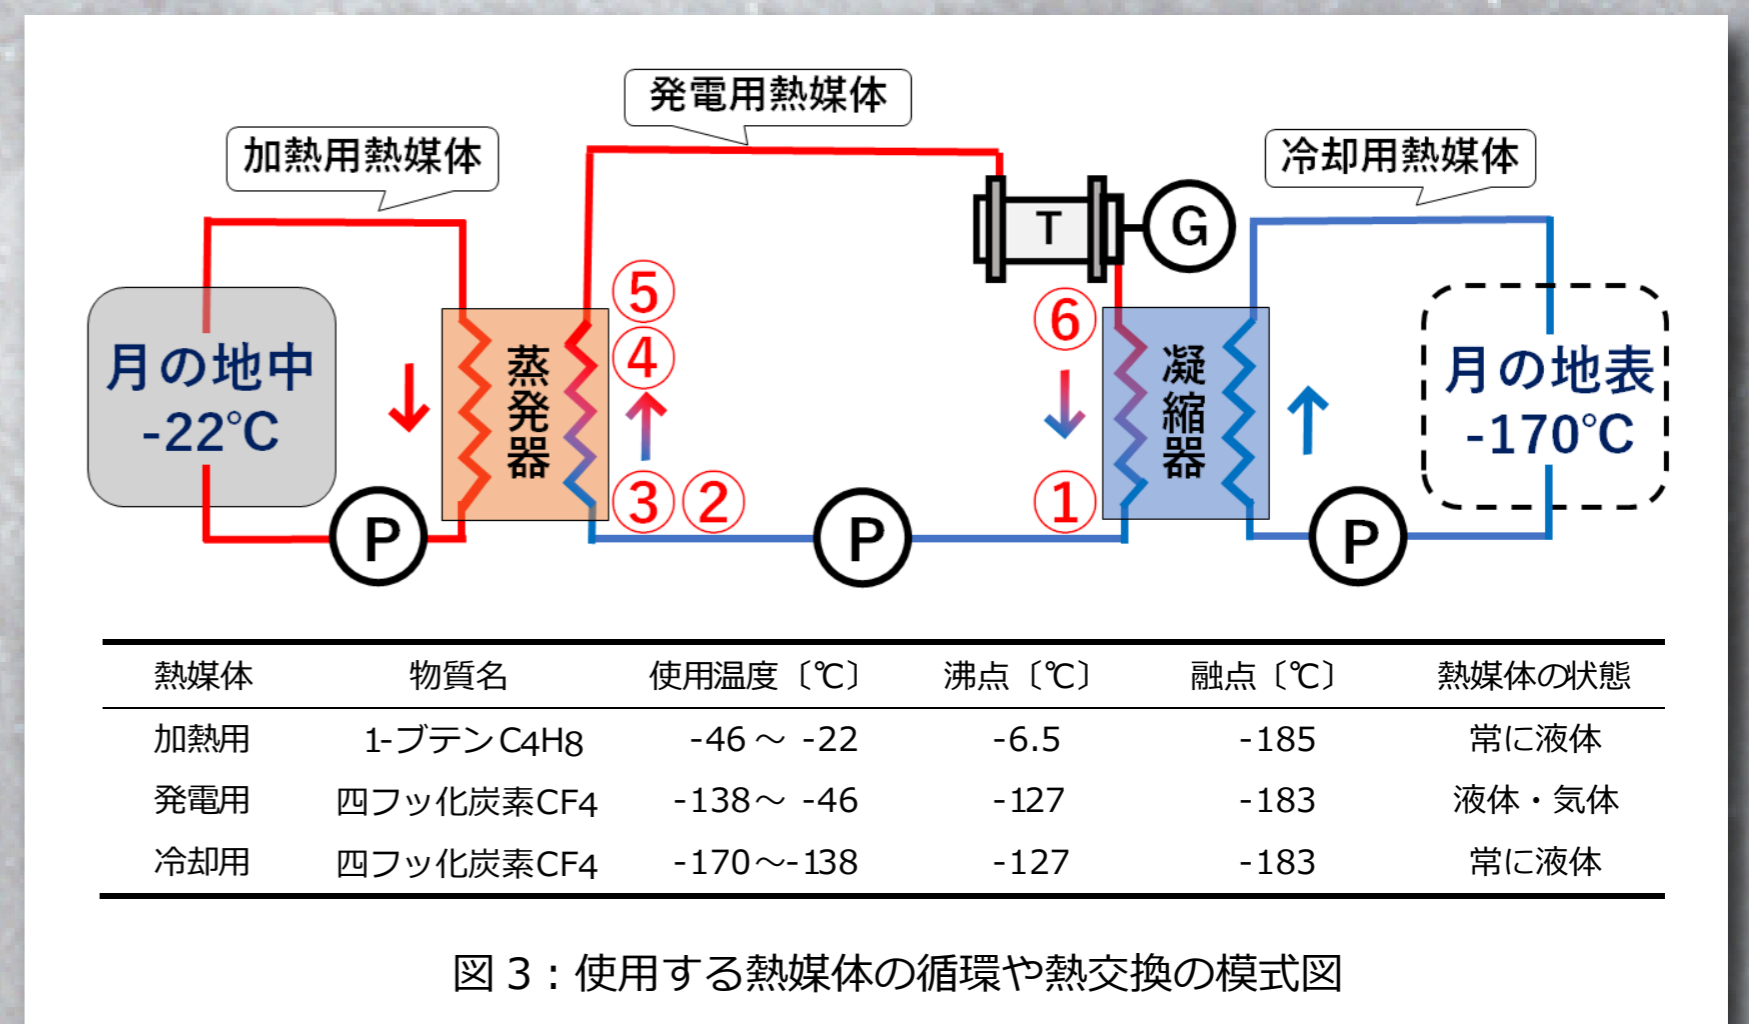 発電用熱媒体
加熱用熱媒体
冷却用熱媒体
T
G
⑤
⑥
④
月の地中
-22℃
蒸発器
凝縮器
月の地表
-170℃
③②
①
P
P
P
熱媒体 物質名 使用温度〔℃〕 沸点〔℃〕 融点〔℃〕 熱媒体の状態
加熱用 1-ブテンC4H8 -46～ -22 -6.5 -185 常に液体
発電用 四フッ化炭素CF4 -138～ -46 -127 -183 液体・気体
冷却用 四フッ化炭素CF4 -170～-138 -127 -183 常に液体
図３：使用する熱媒体の循環や熱交換の模式図